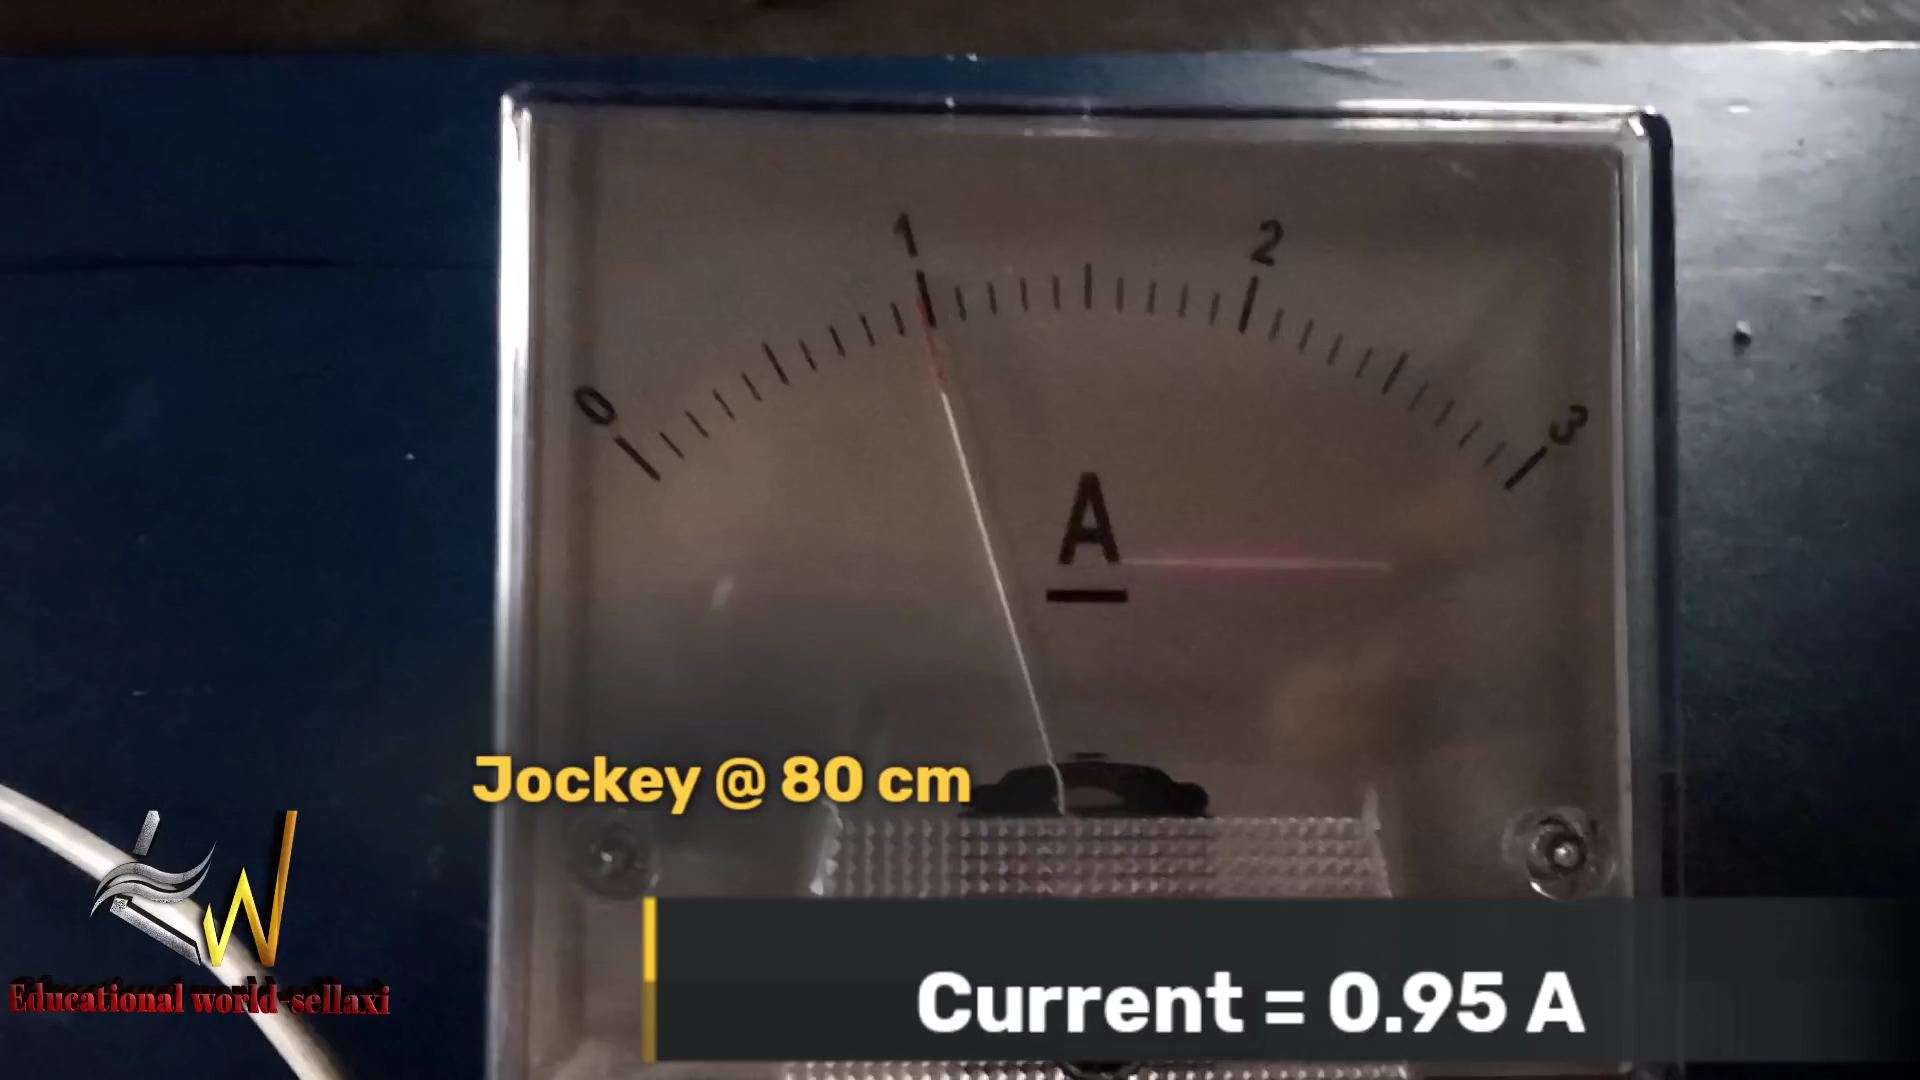 1
2
0
3
A
Jockey @ 80 cm
Educational world-sellaxi
Current = 0.95 A